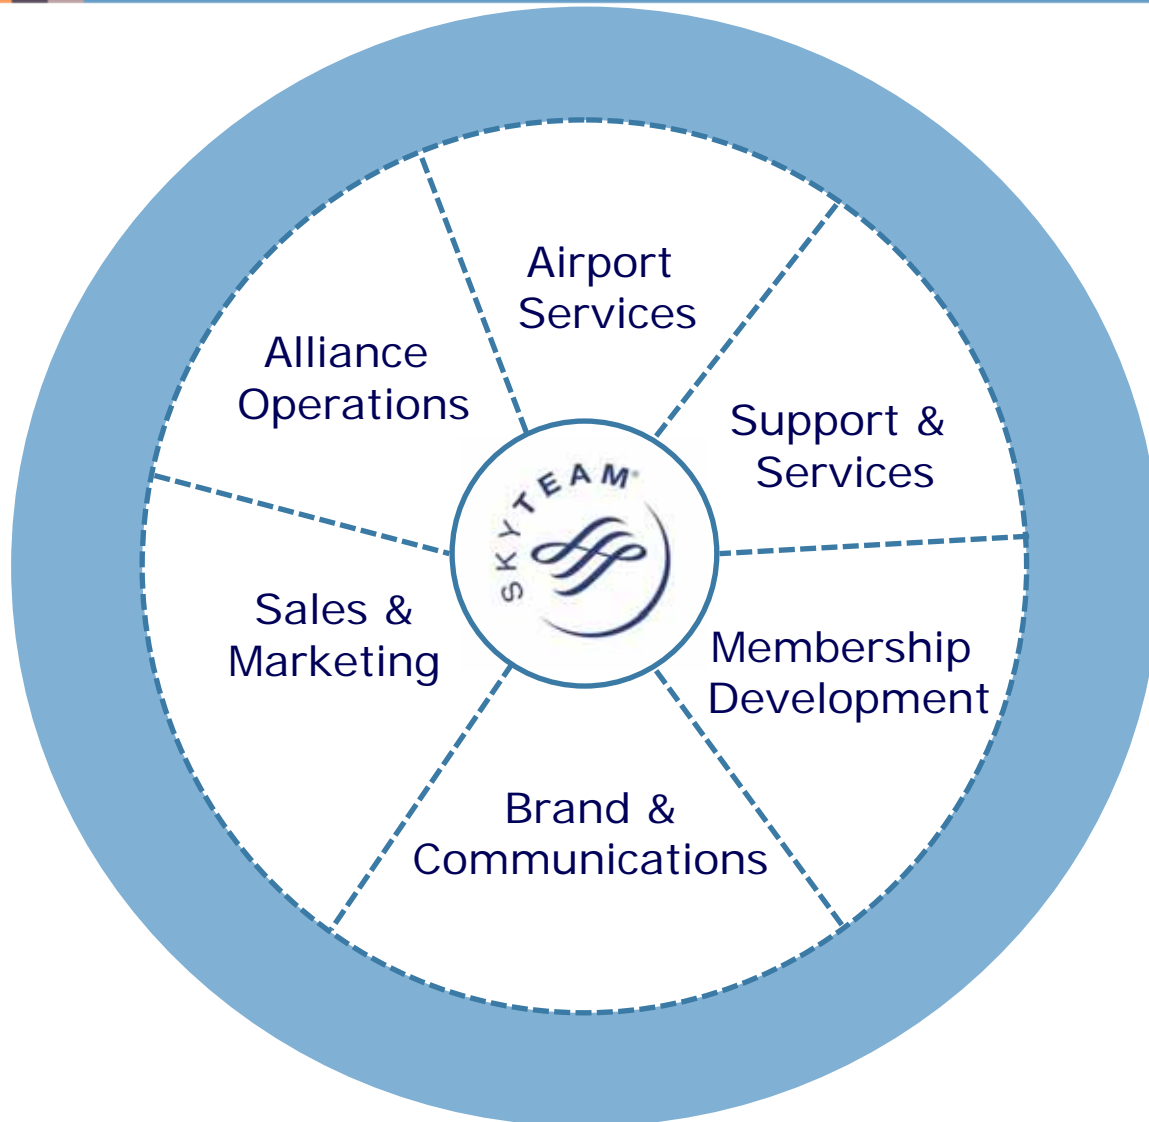 Airport
Services
Alliance
Operations
Support &
Services
SKYTEAM
Sales &
Marketing
Membership
Development
Brand &
Communications